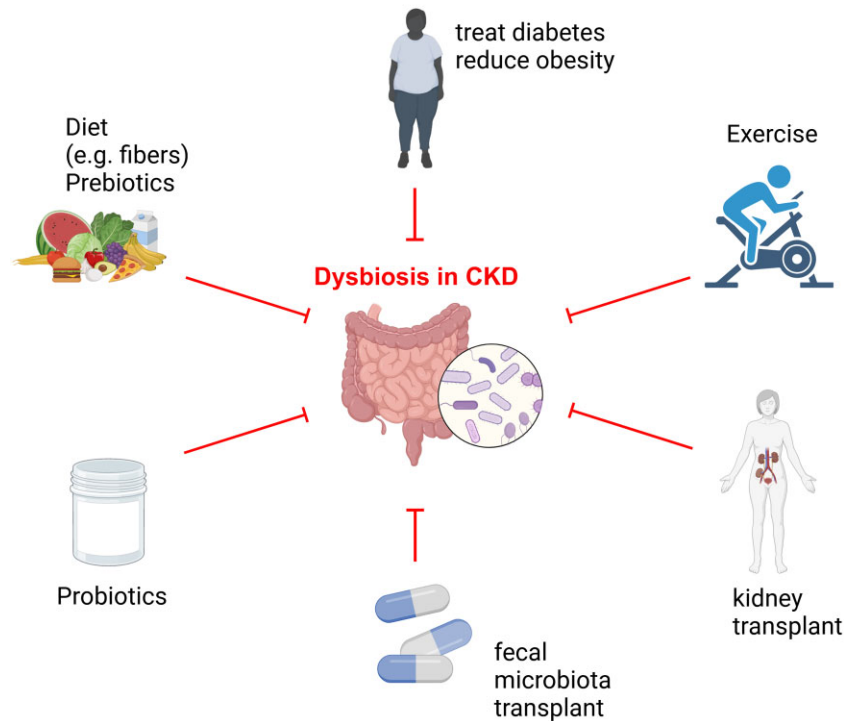 treat diabetes
reduce obesity
Diet
(e.g. fibers)
Prebiotics
Exercise
Dysbiosis in CKD
Probiotics
kidney
transplant
fecal
microbiota
transplant